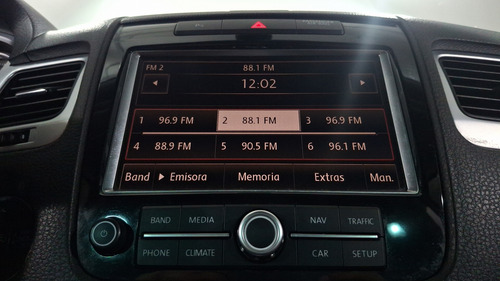 FM 2 88.1 FM
12:02
1 96.9 FM 2 88.1 FM 3 96.9 FM
4 88.9 FM 5 90.5 FM 6 96.1 FM
Band Emisora Memoria Extras Man.
BAND MEDIA NAV TRAFFIC
PHONE CLIMATE CAR SETUP